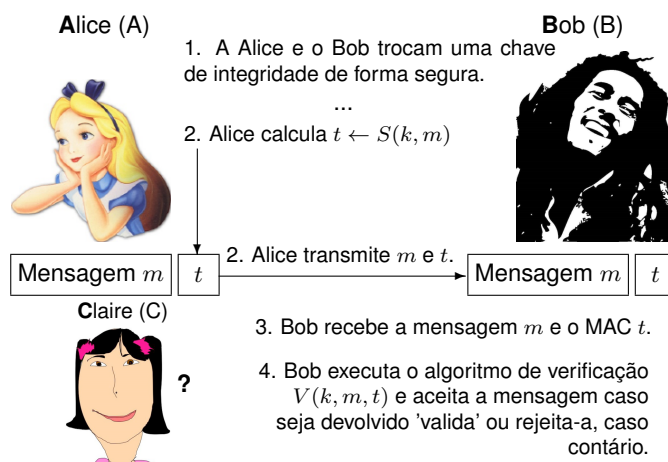 Alice (A)
Bob (B)
1. A Alice e o Bob trocam uma chave
de integridade de forma segura.
...
2. Alice calcula t ← S(k, m)
2. Alice transmite m e t.
Mensagem m
t
Mensagem m
t
Claire (C)
?
3. Bob recebe a mensagem m e o MAC t.
4. Bob executa o algoritmo de verificação
V(k, m, t) e aceita a mensagem caso
seja devolvido 'valida' ou rejeita-a, caso
contário.